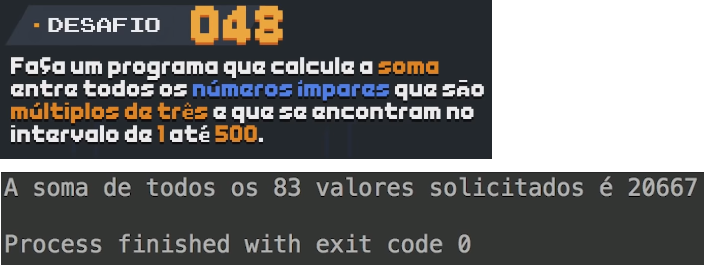 DESAFIO 048
Faça um programa que calcule a soma
entre todos os números ímpares que são
múltiplos de três e que se encontram no
intervalo de 1 até 500.
A soma de todos os 83 valores solicitados é 20667
Process finished with exit code 0